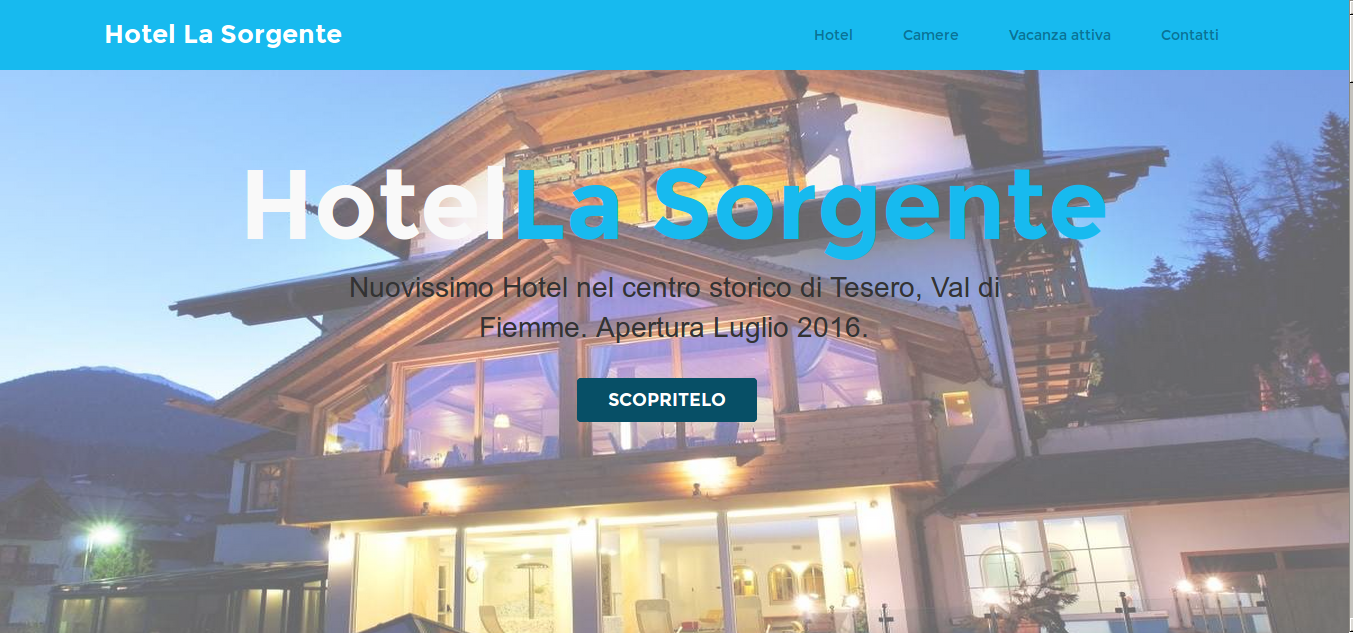 Hotel La Sorgente
Hotel Camere Vacanza attiva Contatti
HotelLa Sorgente
Nuovissimo Hotel nel centro storico di Tesero, Val di
Fiemme. Apertura Luglio 2016.
SCOPRITELO